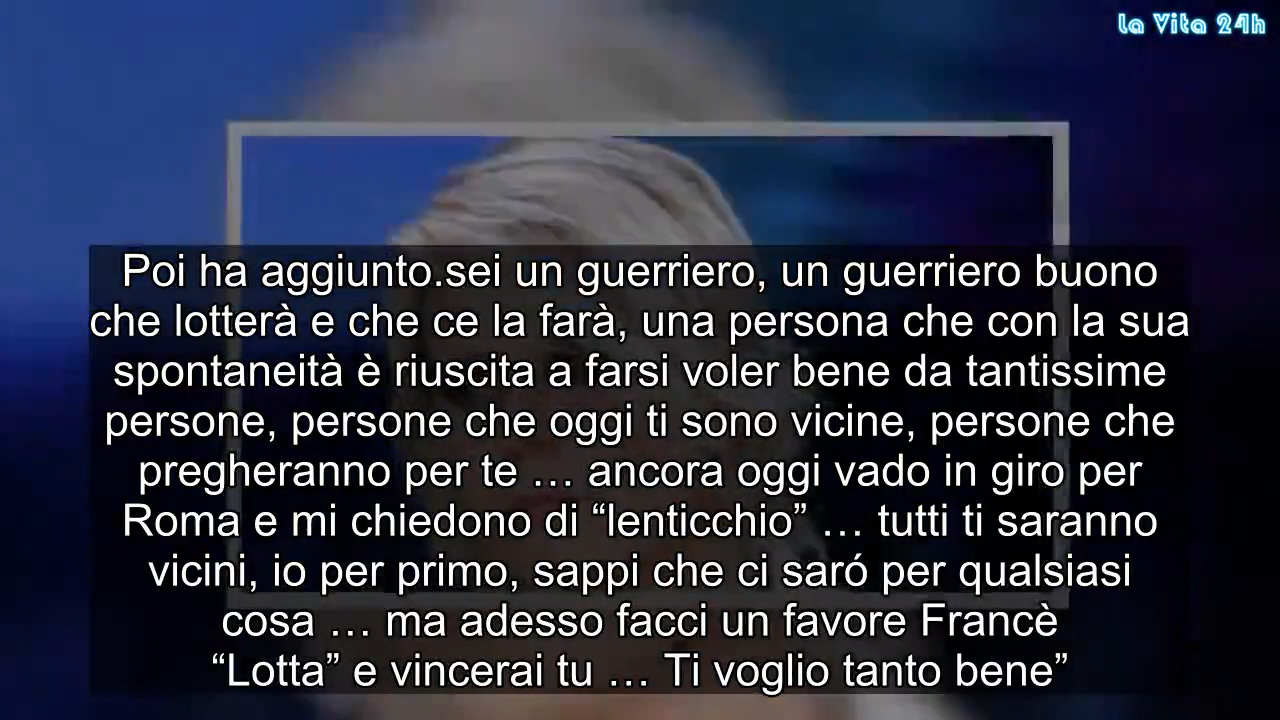 La Vita 24h
Poi ha aggiunto.sei un guerriero, un guerriero buono
che lotterà e che ce la farà, una persona che con la sua
spontaneità è riuscita a farsi voler bene da tantissime
persone, persone che oggi ti sono vicine, persone che
pregheranno per te … ancora oggi vado in giro per
Roma e mi chiedono di “lenticchio” … tutti ti saranno
vicini, io per primo, sappi che ci saró per qualsiasi
cosa … ma adesso facci un favore Francè
“Lotta” e vincerai tu … Ti voglio tanto bene”